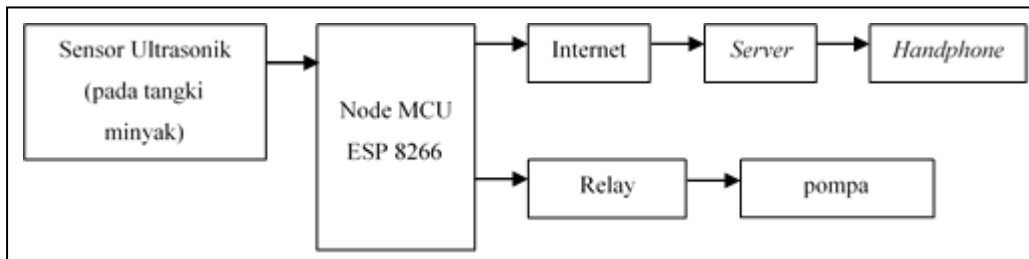 Sensor Ultrasonik
(pada tangki
minyak)
Node MCU
ESP 8266
Internet
Server
Handphone
Relay
pompa